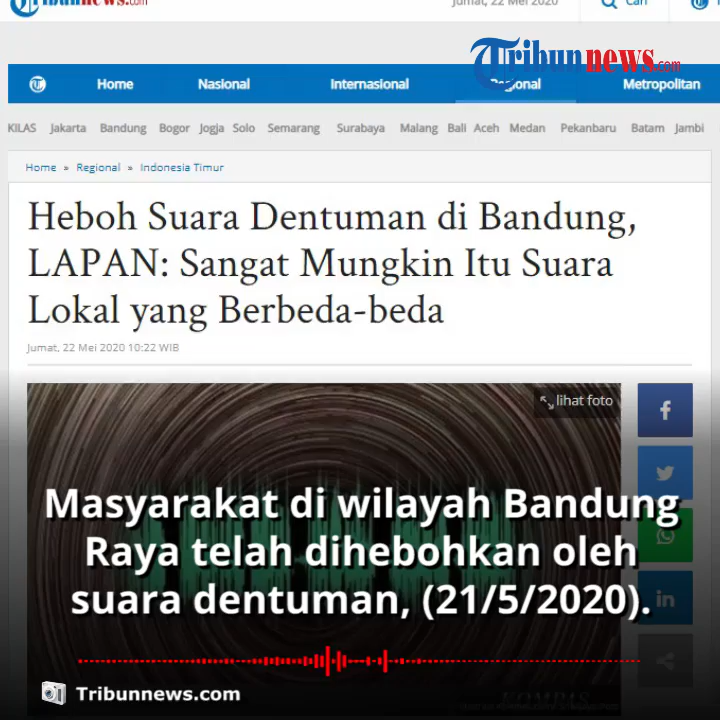 Tribunnews.com
Jumat, 22 Mei 2020
Cari
Tribunnews.com
Home Nasional Internasional Regional Metropolitan
KILAS Jakarta Bandung Bogor Jogja Solo Semarang Surabaya Malang Bali Aceh Medan Pekanbaru Batam Jambi
Home » Regional » Indonesia Timur
Heboh Suara Dentuman di Bandung,
LAPAN: Sangat Mungkin Itu Suara
Lokal yang Berbeda-beda
Jumat, 22 Mei 2020 10:22 WIB
lihat foto
Masyarakat di wilayah Bandung
Raya telah dihebohkan oleh
suara dentuman, (21/5/2020).
Tribunnews.com